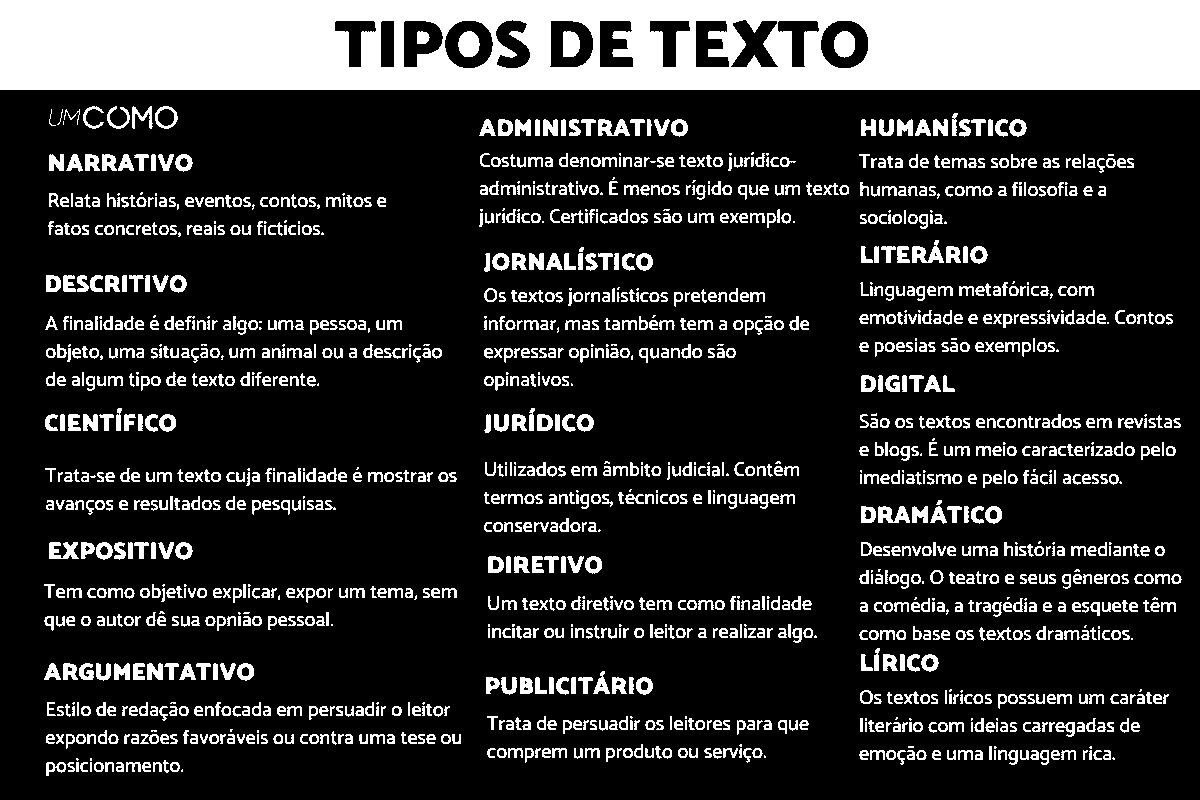 TIPOS DE TEXTO
UMCOMO
NARRATIVO
Relata histórias, eventos, contos, mitos e
fatos concretos, reais ou fictícios.
DESCRITIVO
A finalidade é definir algo: uma pessoa, um
objeto, uma situação, um animal ou a descrição
de algum tipo de texto diferente.
CIENTÍFICO
Trata-se de um texto cuja finalidade é mostrar os
avanços e resultados de pesquisas.
EXPOSITIVO
Tem como objetivo explicar, expor um tema, sem
que o autor dê sua opnião pessoal.
ARGUMENTATIVO
Estilo de redação enfocada em persuadir o leitor
expondo razões favoráveis ou contra uma tese ou
posicionamento.
ADMINISTRATIVO
Costuma denominar-se texto jurídico-
administrativo. É menos rígido que um texto
jurídico. Certificados são um exemplo.
JORNALÍSTICO
Os textos jornalísticos pretendem
informar, mas também tem a opção de
expressar opinião, quando são
opinativos.
JURÍDICO
Utilizados em âmbito judicial. Contêm
termos antigos, técnicos e linguagem
conservadora.
DIRETIVO
Um texto diretivo tem como finalidade
incitar ou instruir o leitor a realizar algo.
PUBLICITÁRIO
Trata de persuadir os leitores para que
comprem um produto ou serviço.
HUMANÍSTICO
Trata de temas sobre as relações
humanas, como a filosofia e a
sociologia.
LITERÁRIO
Linguagem metafórica, com
emotividade e expressividade. Contos
e poesias são exemplos.
DIGITAL
São os textos encontrados em revistas
e blogs. É um meio caracterizado pelo
imediatismo e pelo fácil acesso.
DRAMÁTICO
Desenvolve uma história mediante o
diálogo. O teatro e seus gêneros como
a comédia, a tragédia e a esquete têm
como base os textos dramáticos.
LÍRICO
Os textos líricos possuem um caráter
literário com ideias carregadas de
emoção e uma linguagem rica.